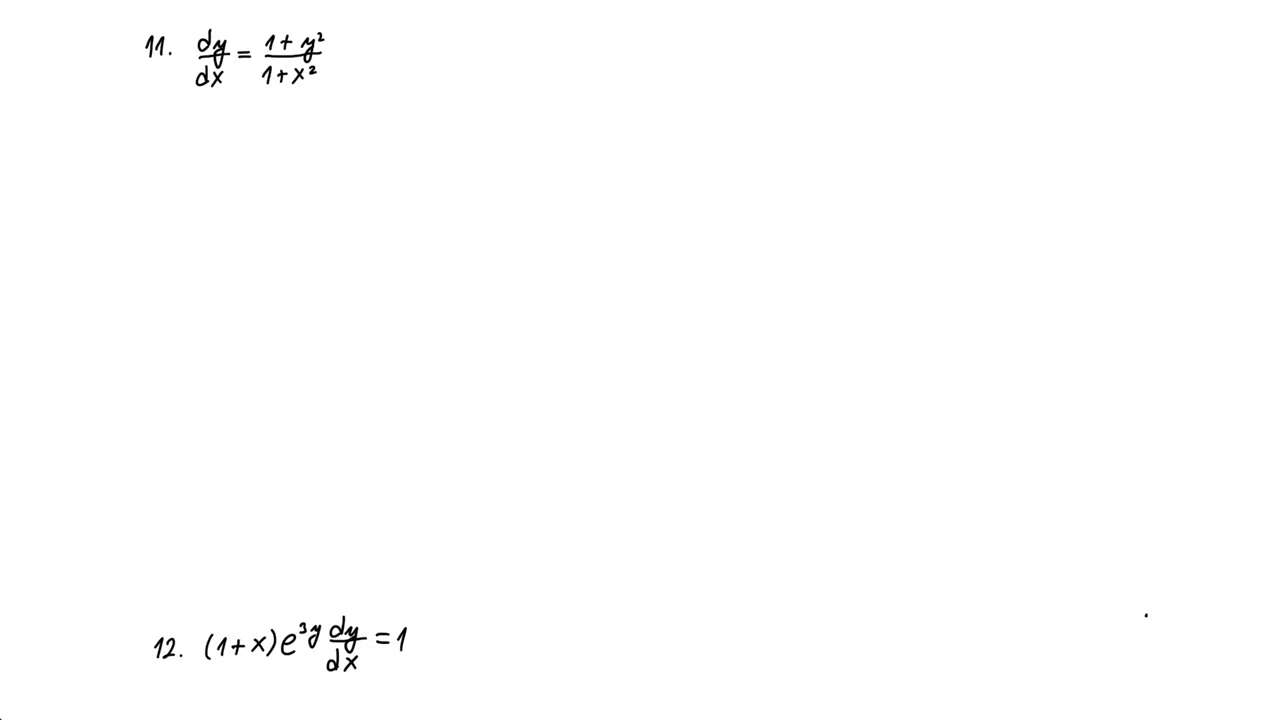 11. dy/dx = (1 + y²)/(1 + x²)
12. (1 + x) e^{3y} dy/dx = 1